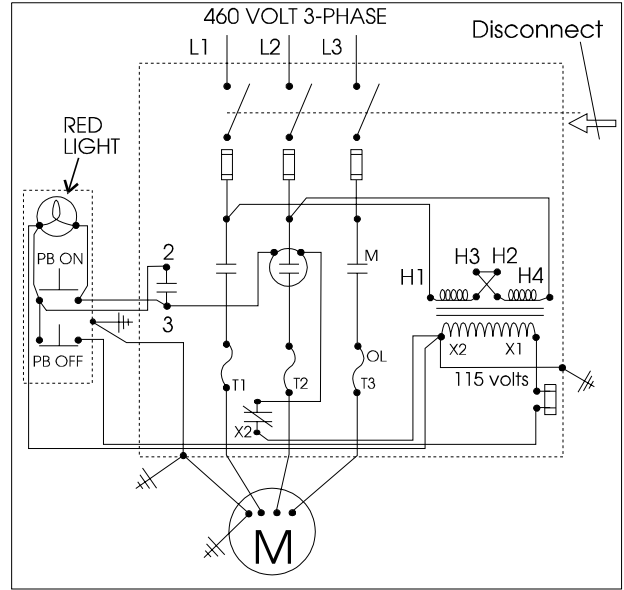 460 VOLT 3-PHASE
L1 L2 L3
Disconnect
RED
LIGHT
PB ON
2
M
H1 H3 H2 H4
3
PB OFF
X2 X1
OL
T1 T2 T3
115 volts
X2
M